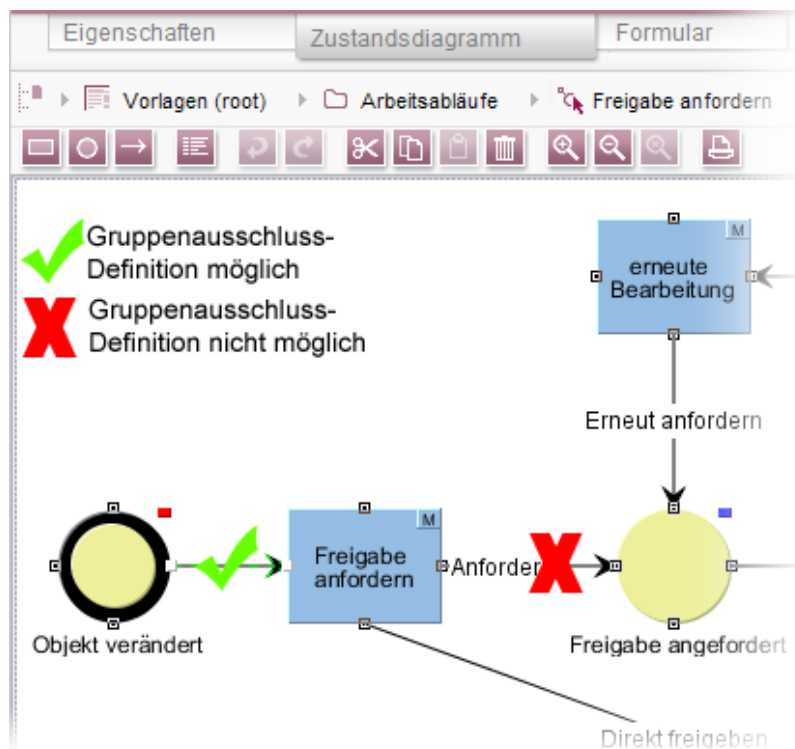 Eigenschaften
Zustandsdiagramm
Formular
Vorlagen (root)
Arbeitsabläufe
Freigabe anfordern
Gruppenausschluss-
Definition möglich
Gruppenausschluss-
Definition nicht möglich
M
erneute
Bearbeitung
Erneut anfordern
M
Freigabe
anfordern
Anforder
Objekt verändert
Freigabe angefordert
Direkt freigeben